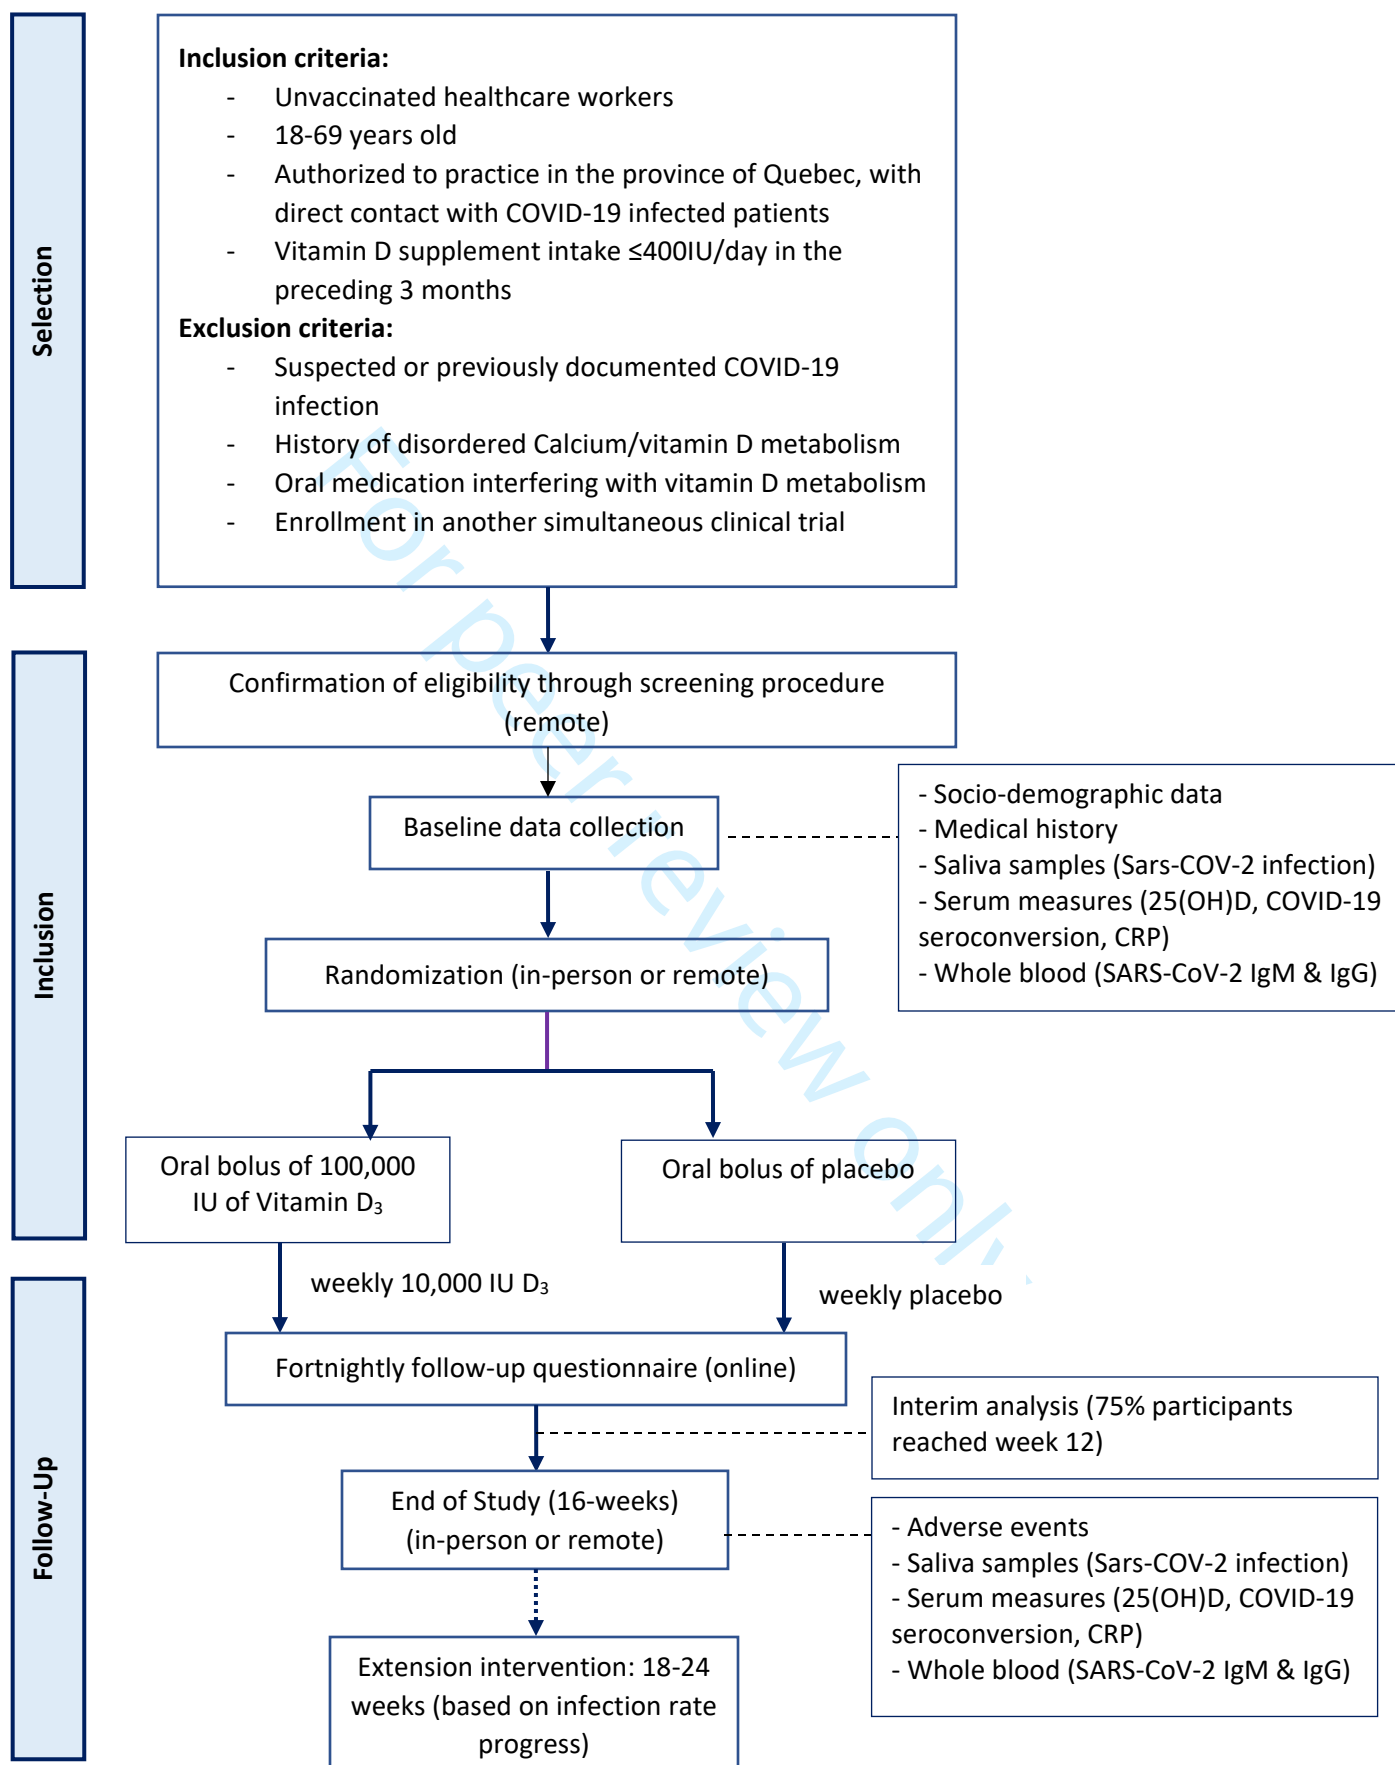 Selection
Inclusion criteria:
- Unvaccinated healthcare workers
- 18-69 years old
- Authorized to practice in the province of Quebec, with
direct contact with COVID-19 infected patients
- Vitamin D supplement intake ≤400IU/day in the
preceding 3 months
Exclusion criteria:
- Suspected or previously documented COVID-19
infection
- History of disordered Calcium/vitamin D metabolism
- Oral medication interfering with vitamin D metabolism
- Enrollment in another simultaneous clinical trial
Inclusion
Confirmation of eligibility through screening procedure
(remote)
Baseline data collection
- Socio-demographic data
- Medical history
- Saliva samples (Sars-COV-2 infection)
- Serum measures (25(OH)D, COVID-19
seroconversion, CRP)
- Whole blood (SARS-CoV-2 IgM & IgG)
Randomization (in-person or remote)
Oral bolus of 100,000
IU of Vitamin D₃
Oral bolus of placebo
weekly 10,000 IU D₃
weekly placebo
Follow-Up
Fortnightly follow-up questionnaire (online)
Interim analysis (75% participants
reached week 12)
End of Study (16-weeks)
(in-person or remote)
- Adverse events
- Saliva samples (Sars-COV-2 infection)
- Serum measures (25(OH)D, COVID-19
seroconversion, CRP)
- Whole blood (SARS-CoV-2 IgM & IgG)
Extension intervention: 18-24
weeks (based on infection rate
progress)
For peer review only